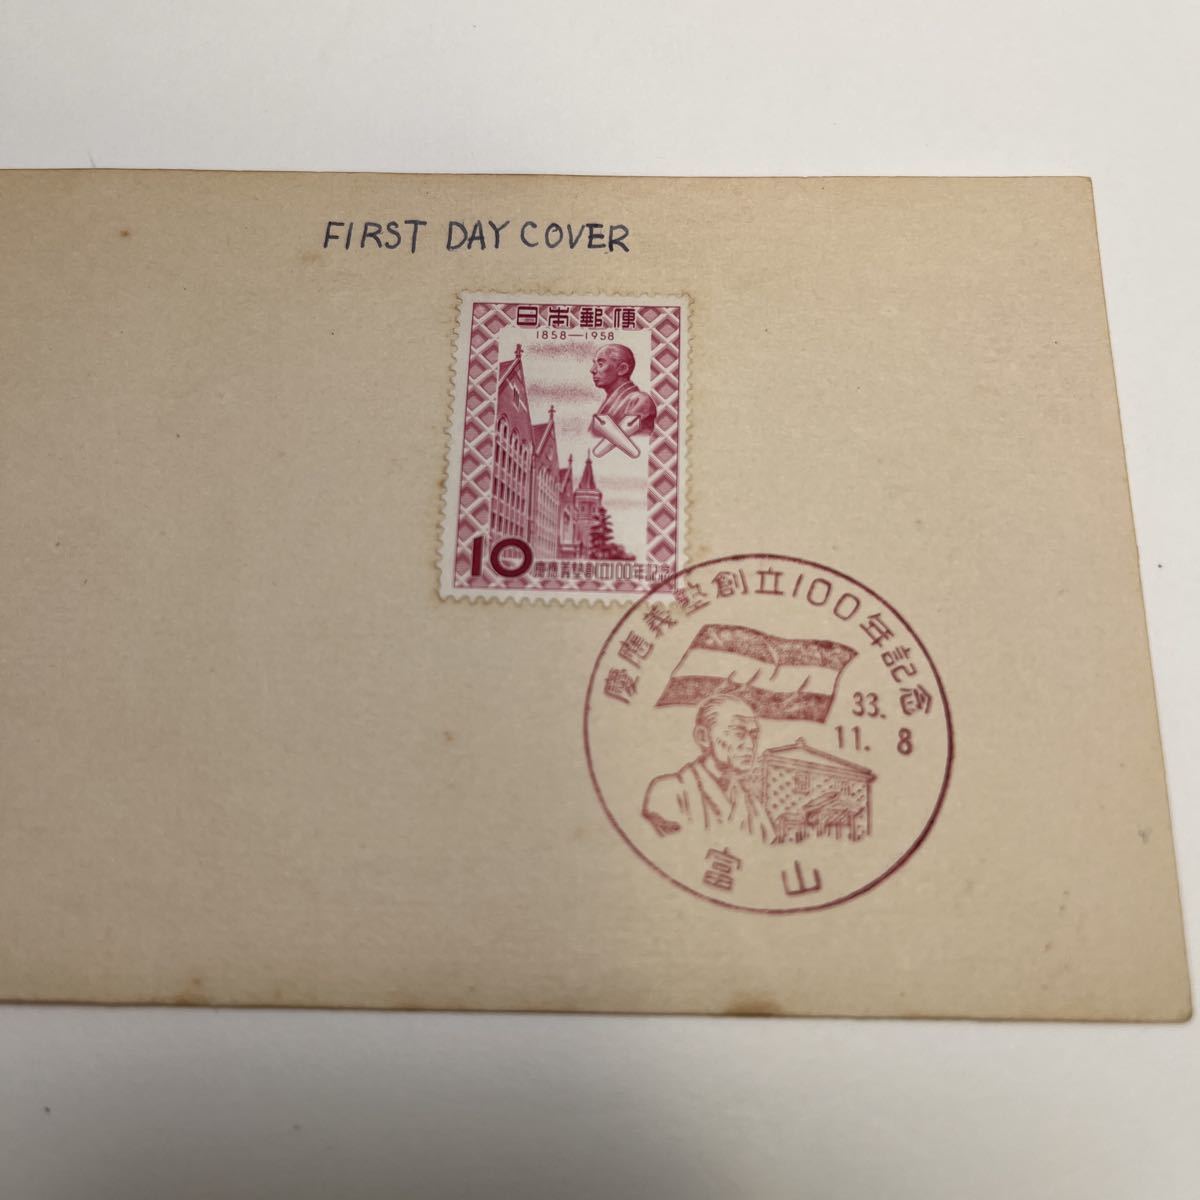 FIRST DAY COVER
日本郵便
1858—1958
10
慶應義塾創立100年記念
慶應義塾創立100年記念
33.
11. 8
富山